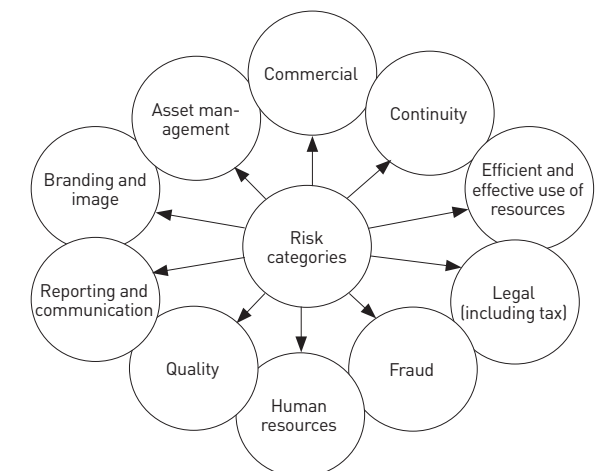 Commercial
Asset man-
agement
Continuity
Branding and
image
Efficient and
effective use of
resources
Risk
categories
Reporting and
communication
Legal
(including tax)
Quality
Fraud
Human
resources